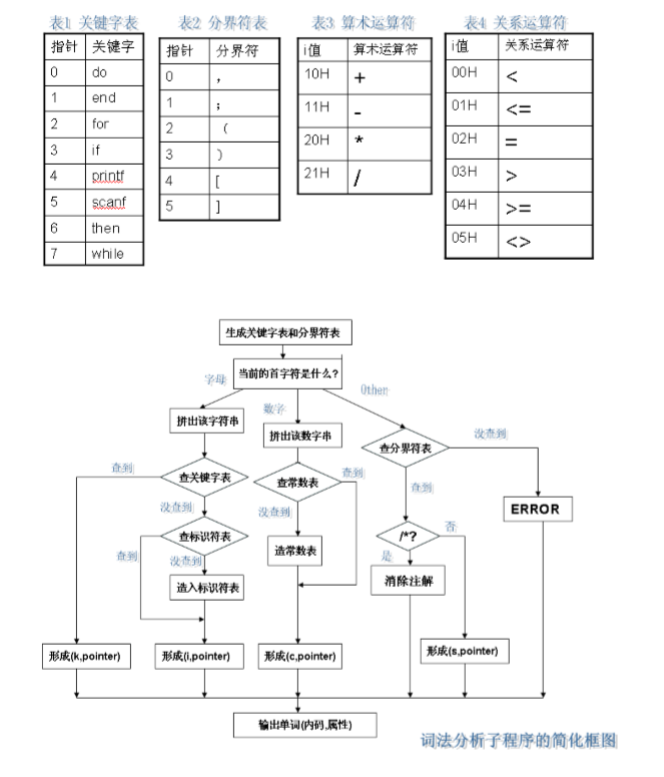 表1 关键字表
指针 关键字
0 do
1 end
2 for
3 if
4 printf
5 scanf
6 then
7 while
表2 分界符表
指针 分界符
0 ,
1 ;
2 (
3 )
4 [
5 ]
表3 算术运算符
i值 算术运算符
10H +
11H -
20H *
21H /
表4 关系运算符
i值 关系运算符
00H <
01H <=
02H =
03H >
04H >=
05H <>
生成关键字表和分界符表
当前的首字符是什么?
字母
数字
Other
拼出该字符串
拼出该数字串
查分界符表
没查到
查到
查关键字表
查常数表
查到
查到
ERROR
没查到
没查到
查标识符表
/*?
否
查到
没查到
造常数表
是
造入标识符表
消除注解
形成(k,pointer)
形成(i,pointer)
形成(c,pointer)
形成(s,pointer)
输出单词(内码,属性)
词法分析子程序的简化框图